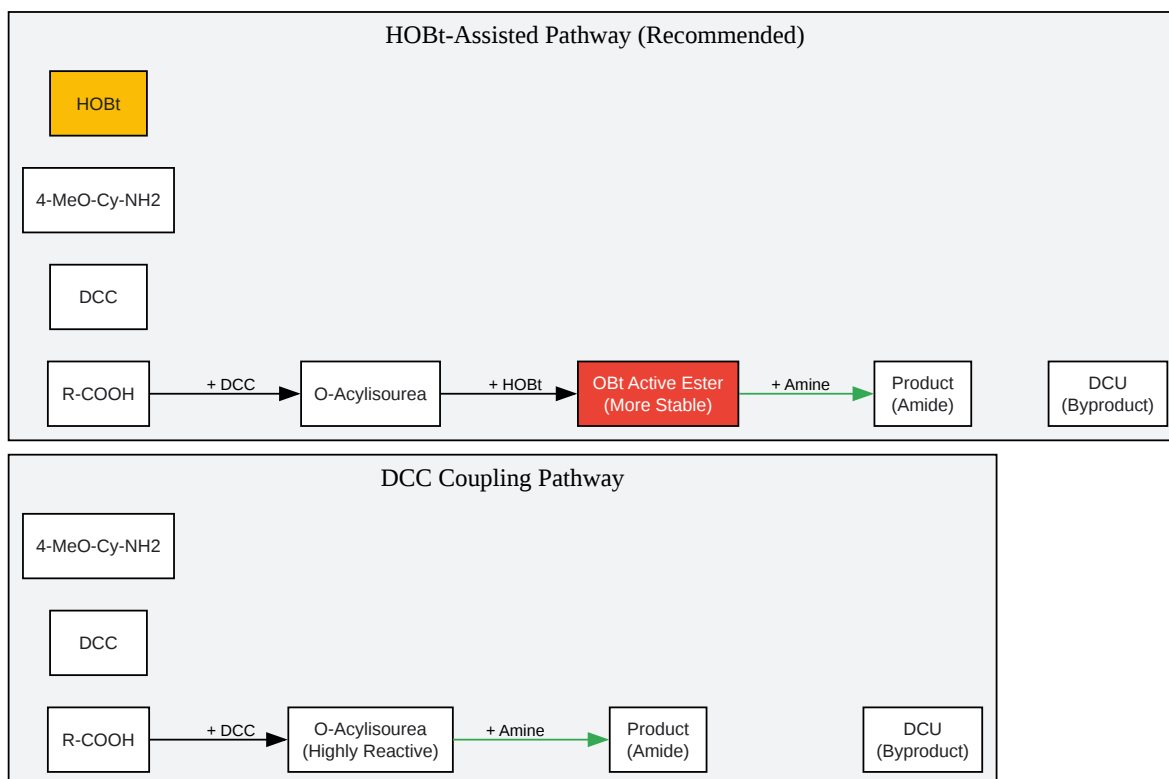 HOBt-Assisted Pathway (Recommended)
HOBt
4-MeO-Cy-NH2
DCC
R-COOH
+ DCC
O-Acylisourea
+ HOBt
OBt Active Ester
(More Stable)
+ Amine
Product
(Amide)
DCU
(Byproduct)
DCC Coupling Pathway
4-MeO-Cy-NH2
DCC
R-COOH
+ DCC
O-Acylisourea
(Highly Reactive)
+ Amine
Product
(Amide)
DCU
(Byproduct)